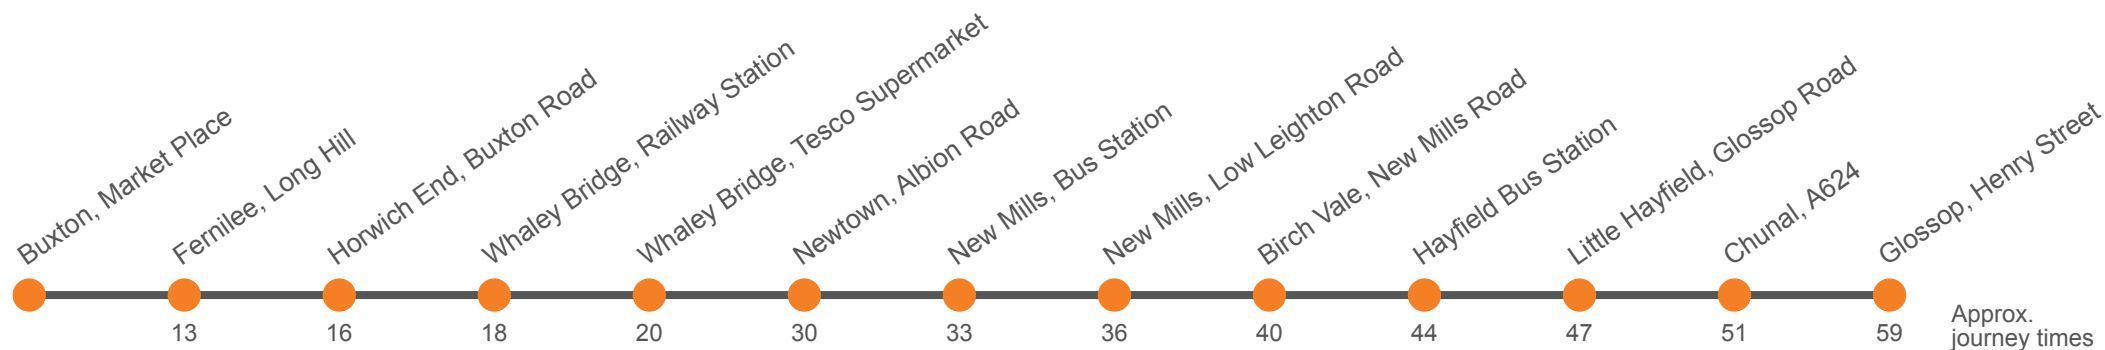 Buxton, Market Place
Fernilee, Long Hill
Horwich End, Buxton Road
Whaley Bridge, Railway Station
Whaley Bridge, Tesco Supermarket
Newtown, Albion Road
New Mills, Bus Station
New Mills, Low Leighton Road
Birch Vale, New Mills Road
Hayfield Bus Station
Little Hayfield, Glossop Road
Chunal, A624
Glossop, Henry Street
13
16
18
20
30
33
36
40
44
47
51
59
Approx.
journey times